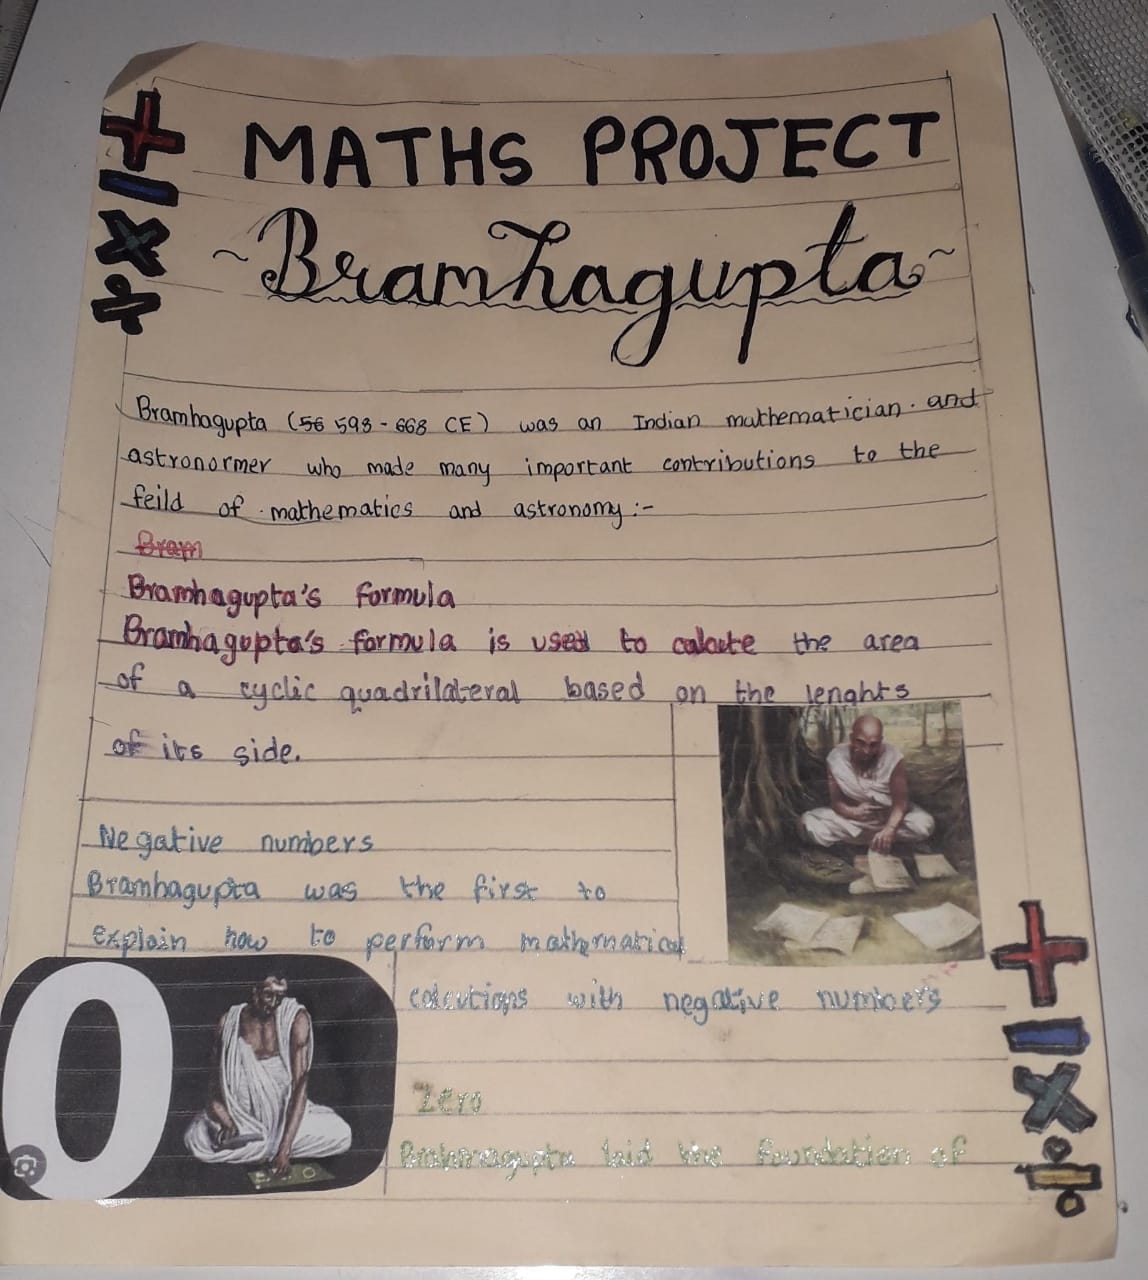 MATHS PROJECT
~Bramhagupta~
Bramhagupta (56 598 - 668 CE) was an Indian mathematician. and
astronormer who made many important contributions to the
feild of mathematics and astronomy :-
Bram
Bramhagupta's formula
Bramhagupta's formula is used to calacte the area
of a cyclic quadrilateral based on the lenghts
of its side.
Negative numbers
Bramhagupta was the first to
explain how to perform mathematical
calcutions with negative numbers
0
Zero
Brahmagupta laid the foundation of